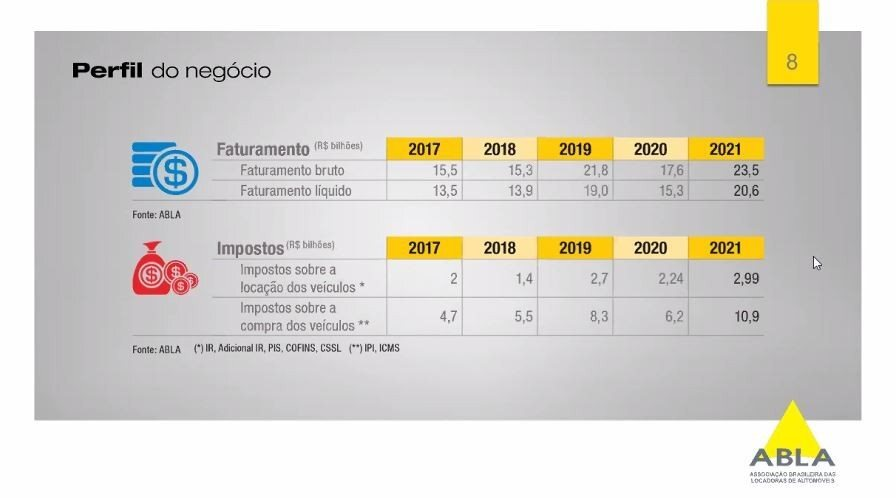 8
Perfil do negócio
Faturamento (R$ bilhões) 2017 2018 2019 2020 2021
Faturamento bruto 15,5 15,3 21,8 17,6 23,5
Faturamento líquido 13,5 13,9 19,0 15,3 20,6
Fonte: ABLA
Impostos (R$ bilhões) 2017 2018 2019 2020 2021
Impostos sobre a
locação dos veículos * 2 1,4 2,7 2,24 2,99
Impostos sobre a
compra dos veículos ** 4,7 5,5 8,3 6,2 10,9
Fonte: ABLA (*) IR, Adicional IR, PIS, COFINS, CSSL (**) IPI, ICMS
ABLA
ASSOCIAÇÃO BRASILEIRA DAS
LOCADORAS DE AUTOMÓVEIS